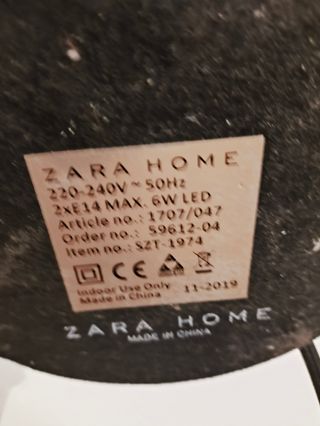 ZARA HOME
220-240V ~ 50Hz
2xE14 MAX. 6W LED
Article no.: 1707/047
Order no.: 59612-04
Item no.: SZT-1974
CE
Indoor Use Only
Made in China 11-2019
ZARA HOME
MADE IN CHINA